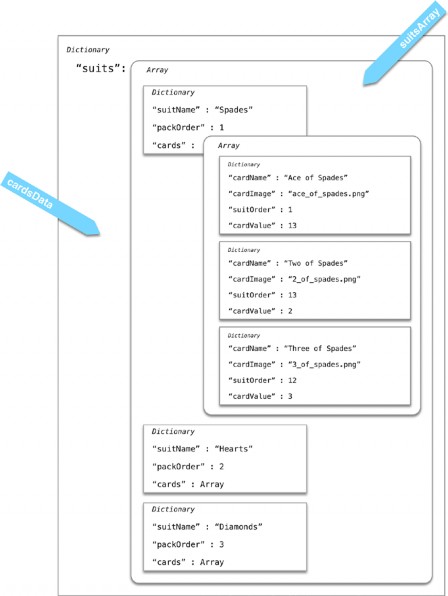 suitsArray
Dictionary
“suits”:
Array
Dictionary
“suitName” : “Spades”
“packOrder” : 1
“cards” :
Array
Dictionary
“cardName” : “Ace of Spades”
“cardImage” : “ace_of_spades.png”
“suitOrder” : 1
“cardValue” : 13
cardsData
Dictionary
“cardName” : “Two of Spades”
“cardImage” : “2_of_spades.png”
“suitOrder” : 13
“cardValue” : 2
Dictionary
“cardName” : “Three of Spades”
“cardImage” : “3_of_spades.png”
“suitOrder” : 12
“cardValue” : 3
Dictionary
“suitName” : “Hearts”
“packOrder” : 2
“cards” : Array
Dictionary
“suitName” : “Diamonds”
“packOrder” : 3
“cards” : Array